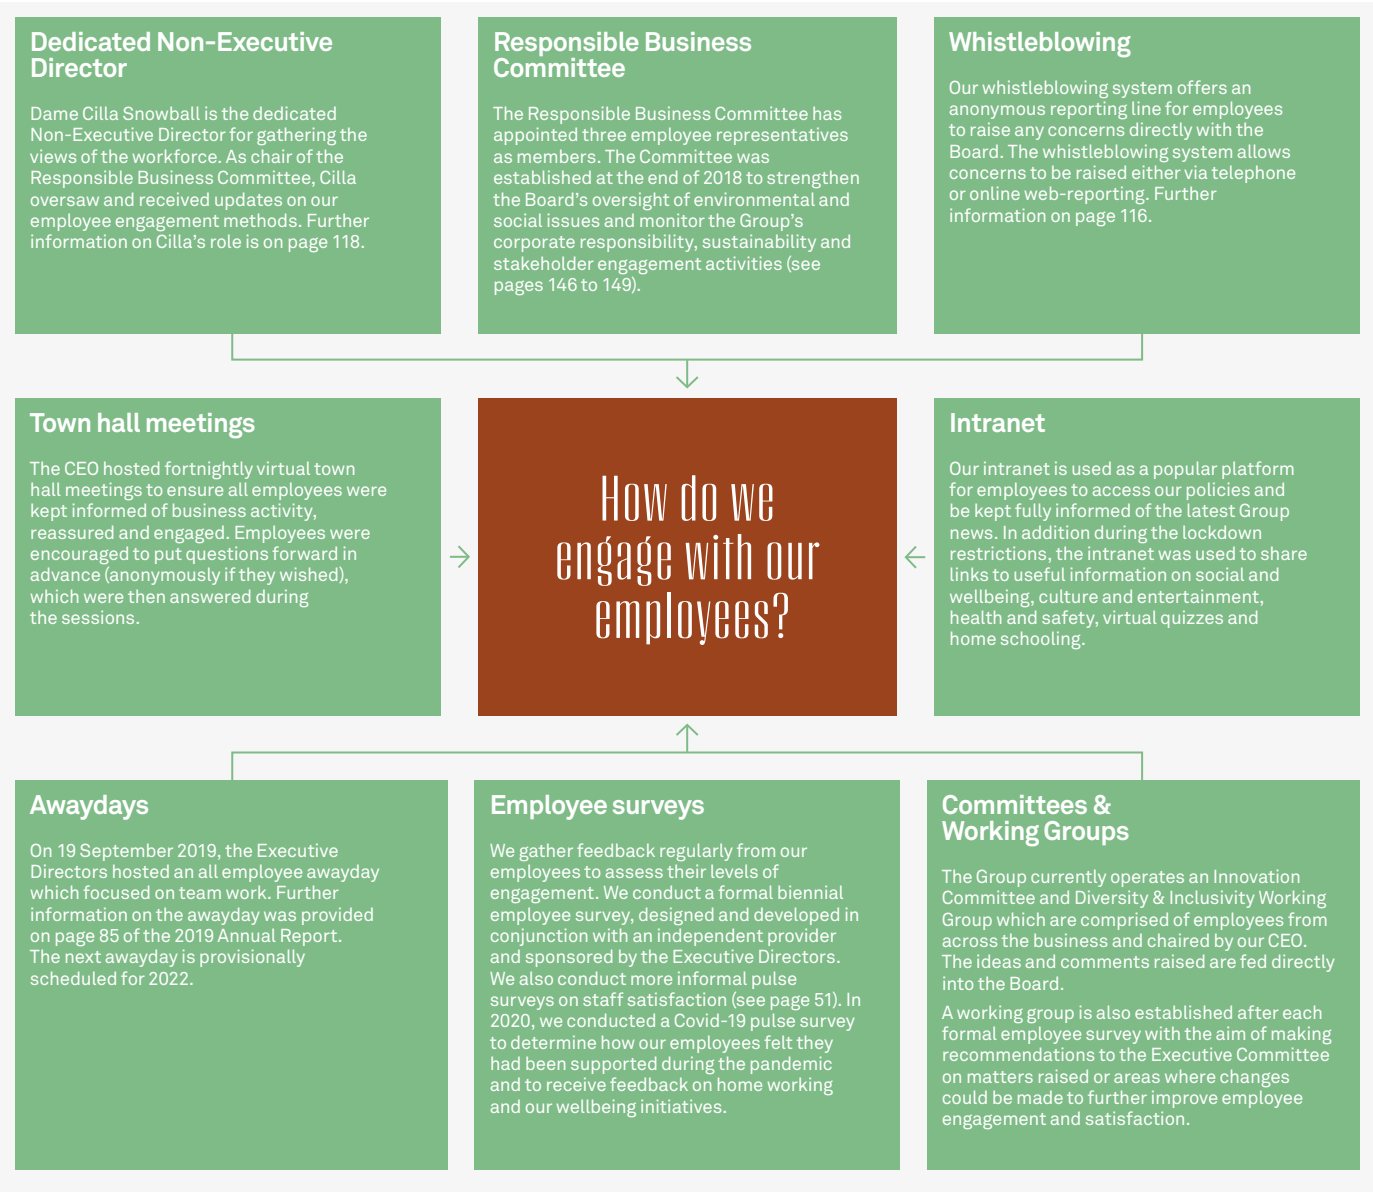 Dedicated Non-Executive
Director
Dame Cilla Snowball is the dedicated
Non-Executive Director for gathering the
views of the workforce. As chair of the
Responsible Business Committee, Cilla
oversaw and received updates on our
employee engagement methods. Further
information on Cilla’s role is on page 118.
Responsible Business
Committee
The Responsible Business Committee has
appointed three employee representatives
as members. The Committee was
established at the end of 2018 to strengthen
the Board’s oversight of environmental and
social issues and monitor the Group’s
corporate responsibility, sustainability and
stakeholder engagement activities (see
pages 146 to 149).
Whistleblowing
Our whistleblowing system offers an
anonymous reporting line for employees
to raise any concerns directly with the
Board. The whistleblowing system allows
concerns to be raised either via telephone
or online web-reporting. Further
information on page 116.
Town hall meetings
The CEO hosted fortnightly virtual town
hall meetings to ensure all employees were
kept informed of business activity,
reassured and engaged. Employees were
encouraged to put questions forward in
advance (anonymously if they wished),
which were then answered during
the sessions.
How do we
engage with our
employees?
Intranet
Our intranet is used as a popular platform
for employees to access our policies and
be kept fully informed of the latest Group
news. In addition during the lockdown
restrictions, the intranet was used to share
links to useful information on social and
wellbeing, culture and entertainment,
health and safety, virtual quizzes and
home schooling.
Awaydays
On 19 September 2019, the Executive
Directors hosted an all employee awayday
which focused on team work. Further
information on the awayday was provided
on page 85 of the 2019 Annual Report.
The next awayday is provisionally
scheduled for 2022.
Employee surveys
We gather feedback regularly from our
employees to assess their levels of
engagement. We conduct a formal biennial
employee survey, designed and developed in
conjunction with an independent provider
and sponsored by the Executive Directors.
We also conduct more informal pulse
surveys on staff satisfaction (see page 51). In
2020, we conducted a Covid-19 pulse survey
to determine how our employees felt they
had been supported during the pandemic
and to receive feedback on home working
and our wellbeing initiatives.
Committees &
Working Groups
The Group currently operates an Innovation
Committee and Diversity & Inclusivity Working
Group which are comprised of employees from
across the business and chaired by our CEO.
The ideas and comments raised are fed directly
into the Board.
A working group is also established after each
formal employee survey with the aim of making
recommendations to the Executive Committee
on matters raised or areas where changes
could be made to further improve employee
engagement and satisfaction.